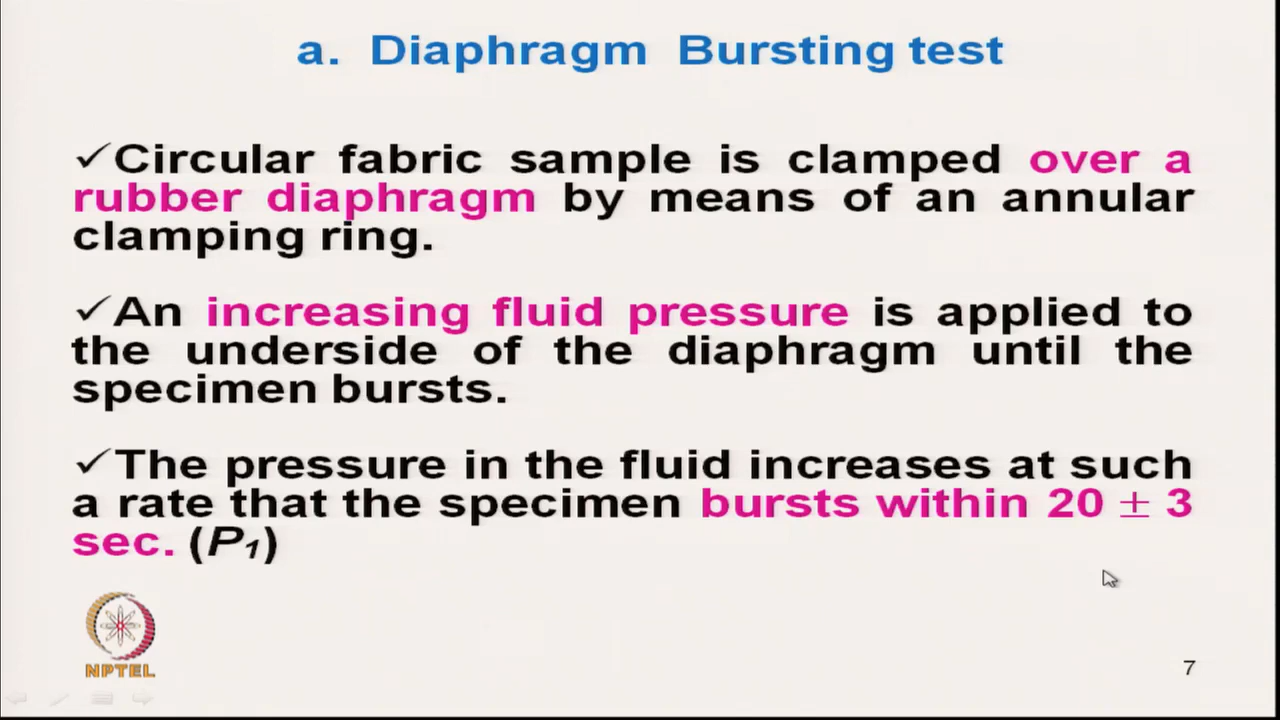 a. Diaphragm Bursting test
✓Circular fabric sample is clamped over a
rubber diaphragm by means of an annular
clamping ring.
✓An increasing fluid pressure is applied to
the underside of the diaphragm until the
specimen bursts.
✓The pressure in the fluid increases at such
a rate that the specimen bursts within 20 ± 3
sec. (P₁)
NPTEL
7